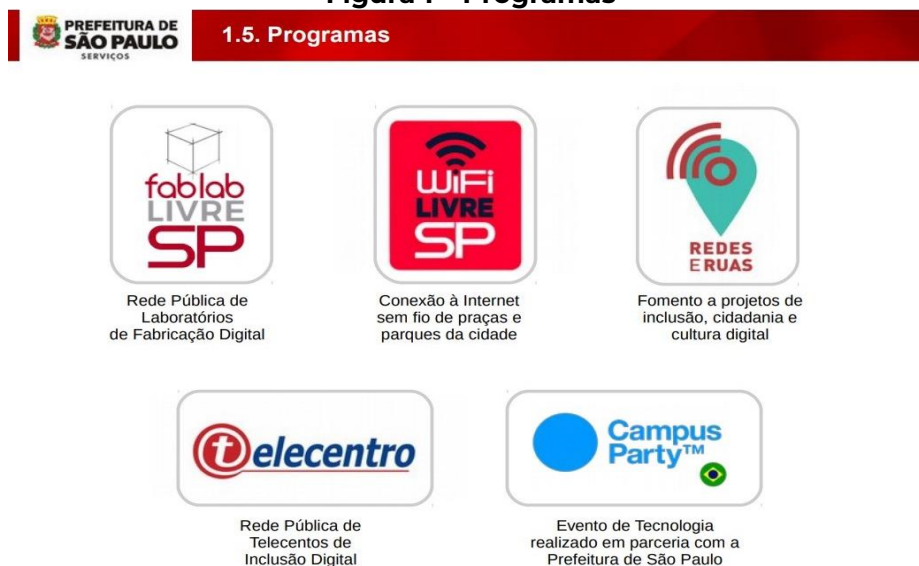 PREFEITURA DE
SÃO PAULO
SERVIÇOS
1.5. Programas
fablab
LIVRE
SP
WiFi
LIVRE
SP
REDES
E RUAS
Rede Pública de
Laboratórios
de Fabricação Digital
Conexão à Internet
sem fio de praças e
parques da cidade
Fomento a projetos de
inclusão, cidadania e
cultura digital
telecentro
Campus
Party™
Rede Pública de
Telecentos de
Inclusão Digital
Evento de Tecnologia
realizado em parceria com a
Prefeitura de São Paulo